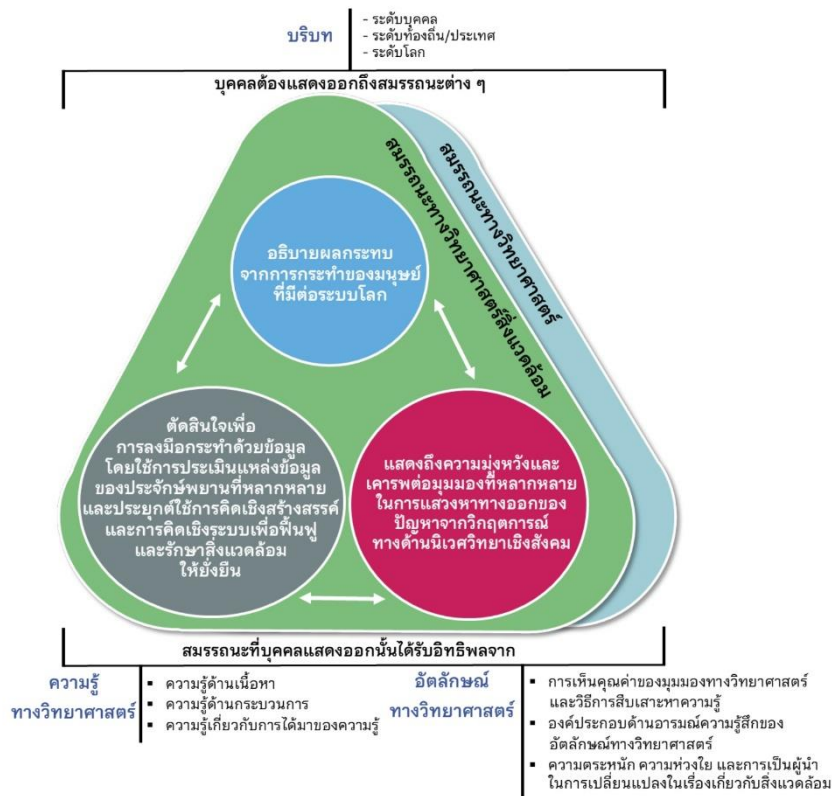 บริบท
- ระดับบุคคล
- ระดับท้องถิ่น/ประเทศ
- ระดับโลก
บุคคลต้องแสดงออกถึงสมรรถนะต่าง ๆ
สมรรถนะทางวิทยาศาสตร์
สมรรถนะทางวิทยาศาสตร์สิ่งแวดล้อม
อธิบายผลกระทบ
จากการกระทำของมนุษย์
ที่มีต่อระบบโลก
ตัดสินใจเพื่อ
การลงมือกระทำด้วยข้อมูล
โดยใช้การประเมินแหล่งข้อมูล
ของประจักษ์พยานที่หลากหลาย
และประยุกต์ใช้การคิดเชิงสร้างสรรค์
และการคิดเชิงระบบเพื่อฟื้นฟู
และรักษาสิ่งแวดล้อม
ให้ยั่งยืน
แสดงถึงความมุ่งหวังและ
เคารพต่อมุมมองที่หลากหลาย
ในการแสวงหาทางออกของ
ปัญหาจากวิกฤตการณ์
ทางด้านนิเวศวิทยาเชิงสังคม
สมรรถนะที่บุคคลแสดงออกนั้นได้รับอิทธิพลจาก
ความรู้
ทางวิทยาศาสตร์
▪ ความรู้ด้านเนื้อหา
▪ ความรู้ด้านกระบวนการ
▪ ความรู้เกี่ยวกับการได้มาของความรู้
อัตลักษณ์
ทางวิทยาศาสตร์
▪ การเห็นคุณค่าของมุมมองทางวิทยาศาสตร์
และวิธีการสืบเสาะหาความรู้
▪ องค์ประกอบด้านอารมณ์ความรู้สึกของ
อัตลักษณ์ทางวิทยาศาสตร์
▪ ความตระหนัก ความห่วงใย และการเป็นผู้นำ
ในการเปลี่ยนแปลงในเรื่องเกี่ยวกับสิ่งแวดล้อม